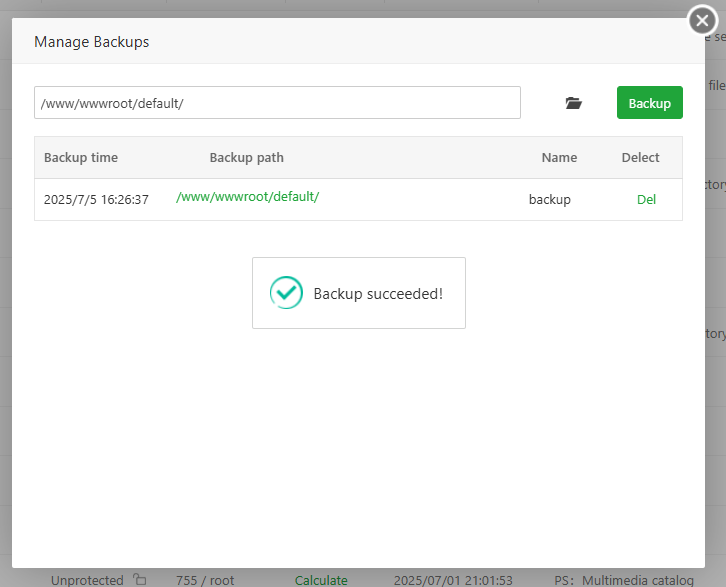 e se
Manage Backups
file
/www/wwwroot/default/
Backup
Backup time Backup path Name Delect
ctory
2025/7/5 16:26:37 /www/wwwroot/default/ backup Del
Backup succeeded!
tory
Unprotected 755 / root Calculate 2025/07/01 21:01:53 PS: Multimedia catalog